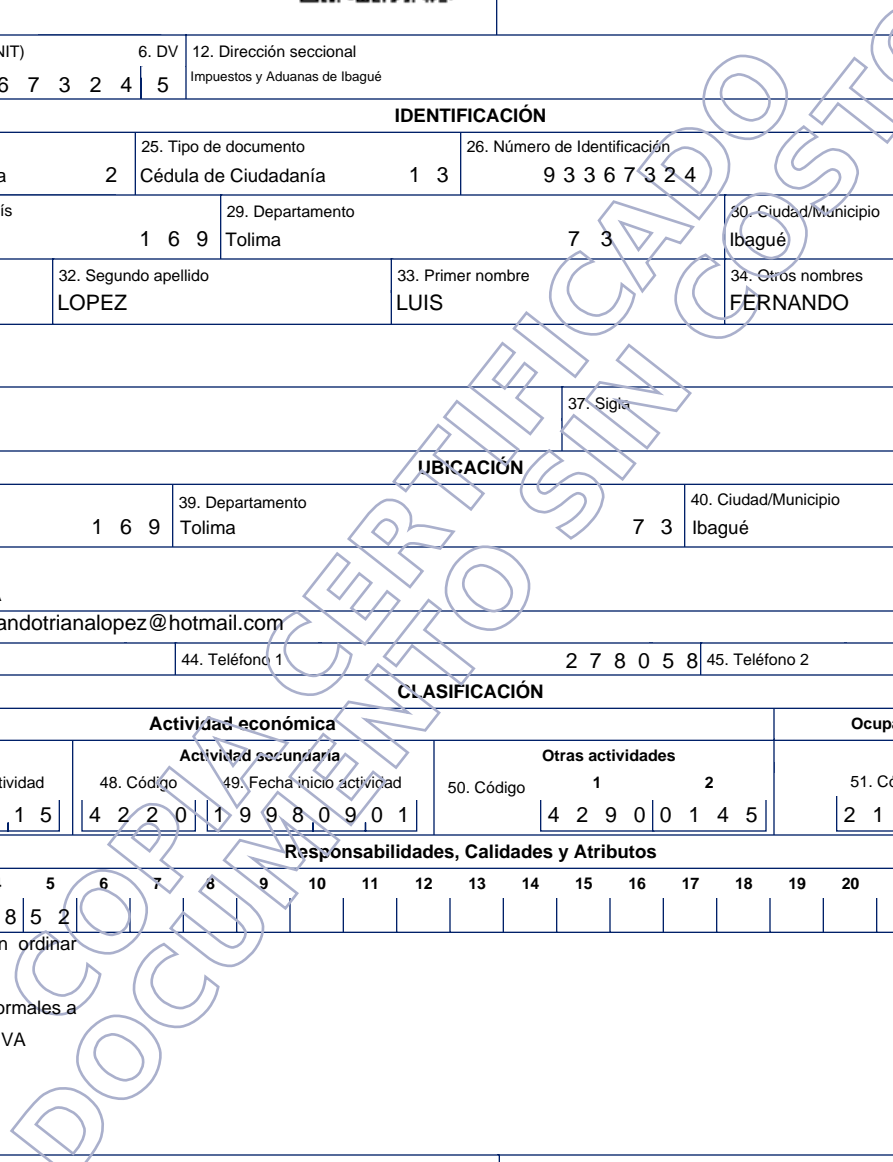 NIT) 6. DV 12. Dirección seccional
6 7 3 2 4 5 Impuestos y Aduanas de Ibagué
IDENTIFICACIÓN
25. Tipo de documento 26. Número de Identificación
a 2 Cédula de Ciudadanía 1 3 9 3 3 6 7 3 2 4
ís 29. Departamento 30. Ciudad/Municipio
1 6 9 Tolima 7 3 Ibagué
32. Segundo apellido 33. Primer nombre 34. Otros nombres
LOPEZ LUIS FERNANDO
37. Sigla
UBICACIÓN
39. Departamento 40. Ciudad/Municipio
1 6 9 Tolima 7 3 Ibagué
andotrianalopez@hotmail.com
44. Teléfono 1 2 7 8 0 5 8 45. Teléfono 2
CLASIFICACIÓN
Actividad económica Ocupa
Actividad secundaria Otras actividades
tividad 48. Código 49. Fecha inicio actividad 50. Código 1 2 51. Có
1 5 4 2 2 0 1 9 9 8 0 9 0 1 4 2 9 0 0 1 4 5 2 1
Responsabilidades, Calidades y Atributos
5 6 7 8 9 10 11 12 13 14 15 16 17 18 19 20
8 5 2
n ordinar
ormales a
VA
COPIA CERTIFICADO
DOCUMENTO SIN COSTO